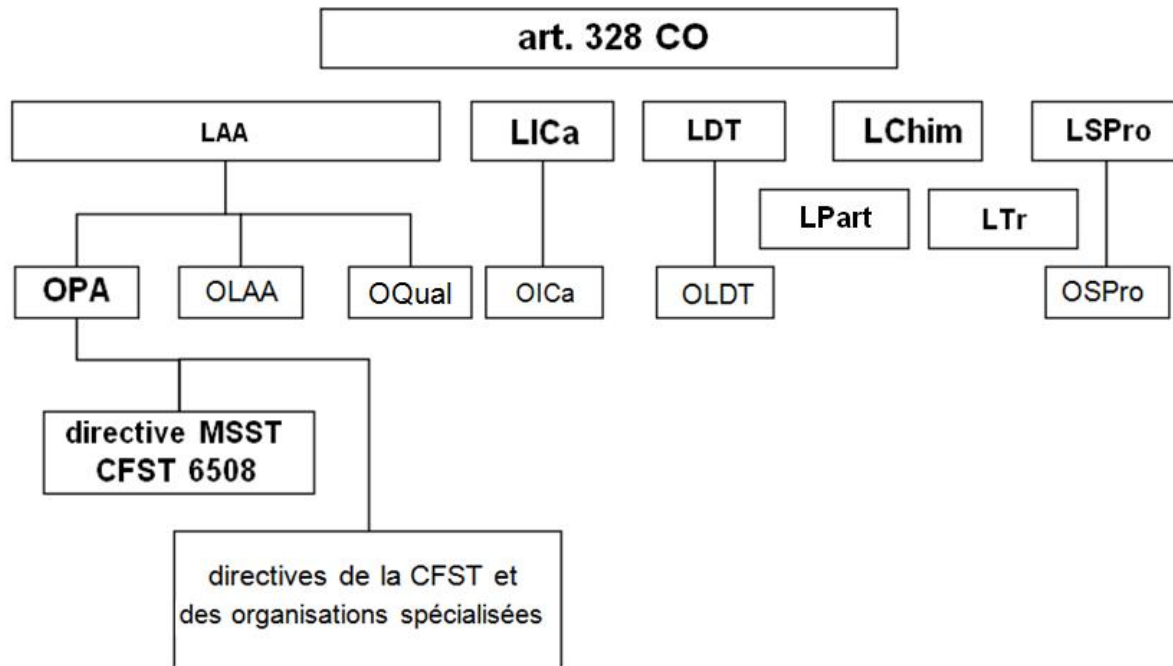 art. 328 CO
LAA
LICa
LDT
LChim
LSPro
LPart
LTr
OPA
OLAA
OQual
OICa
OLDT
OSPro
directive MSST
CFST 6508
directives de la CFST et
des organisations spécialisées